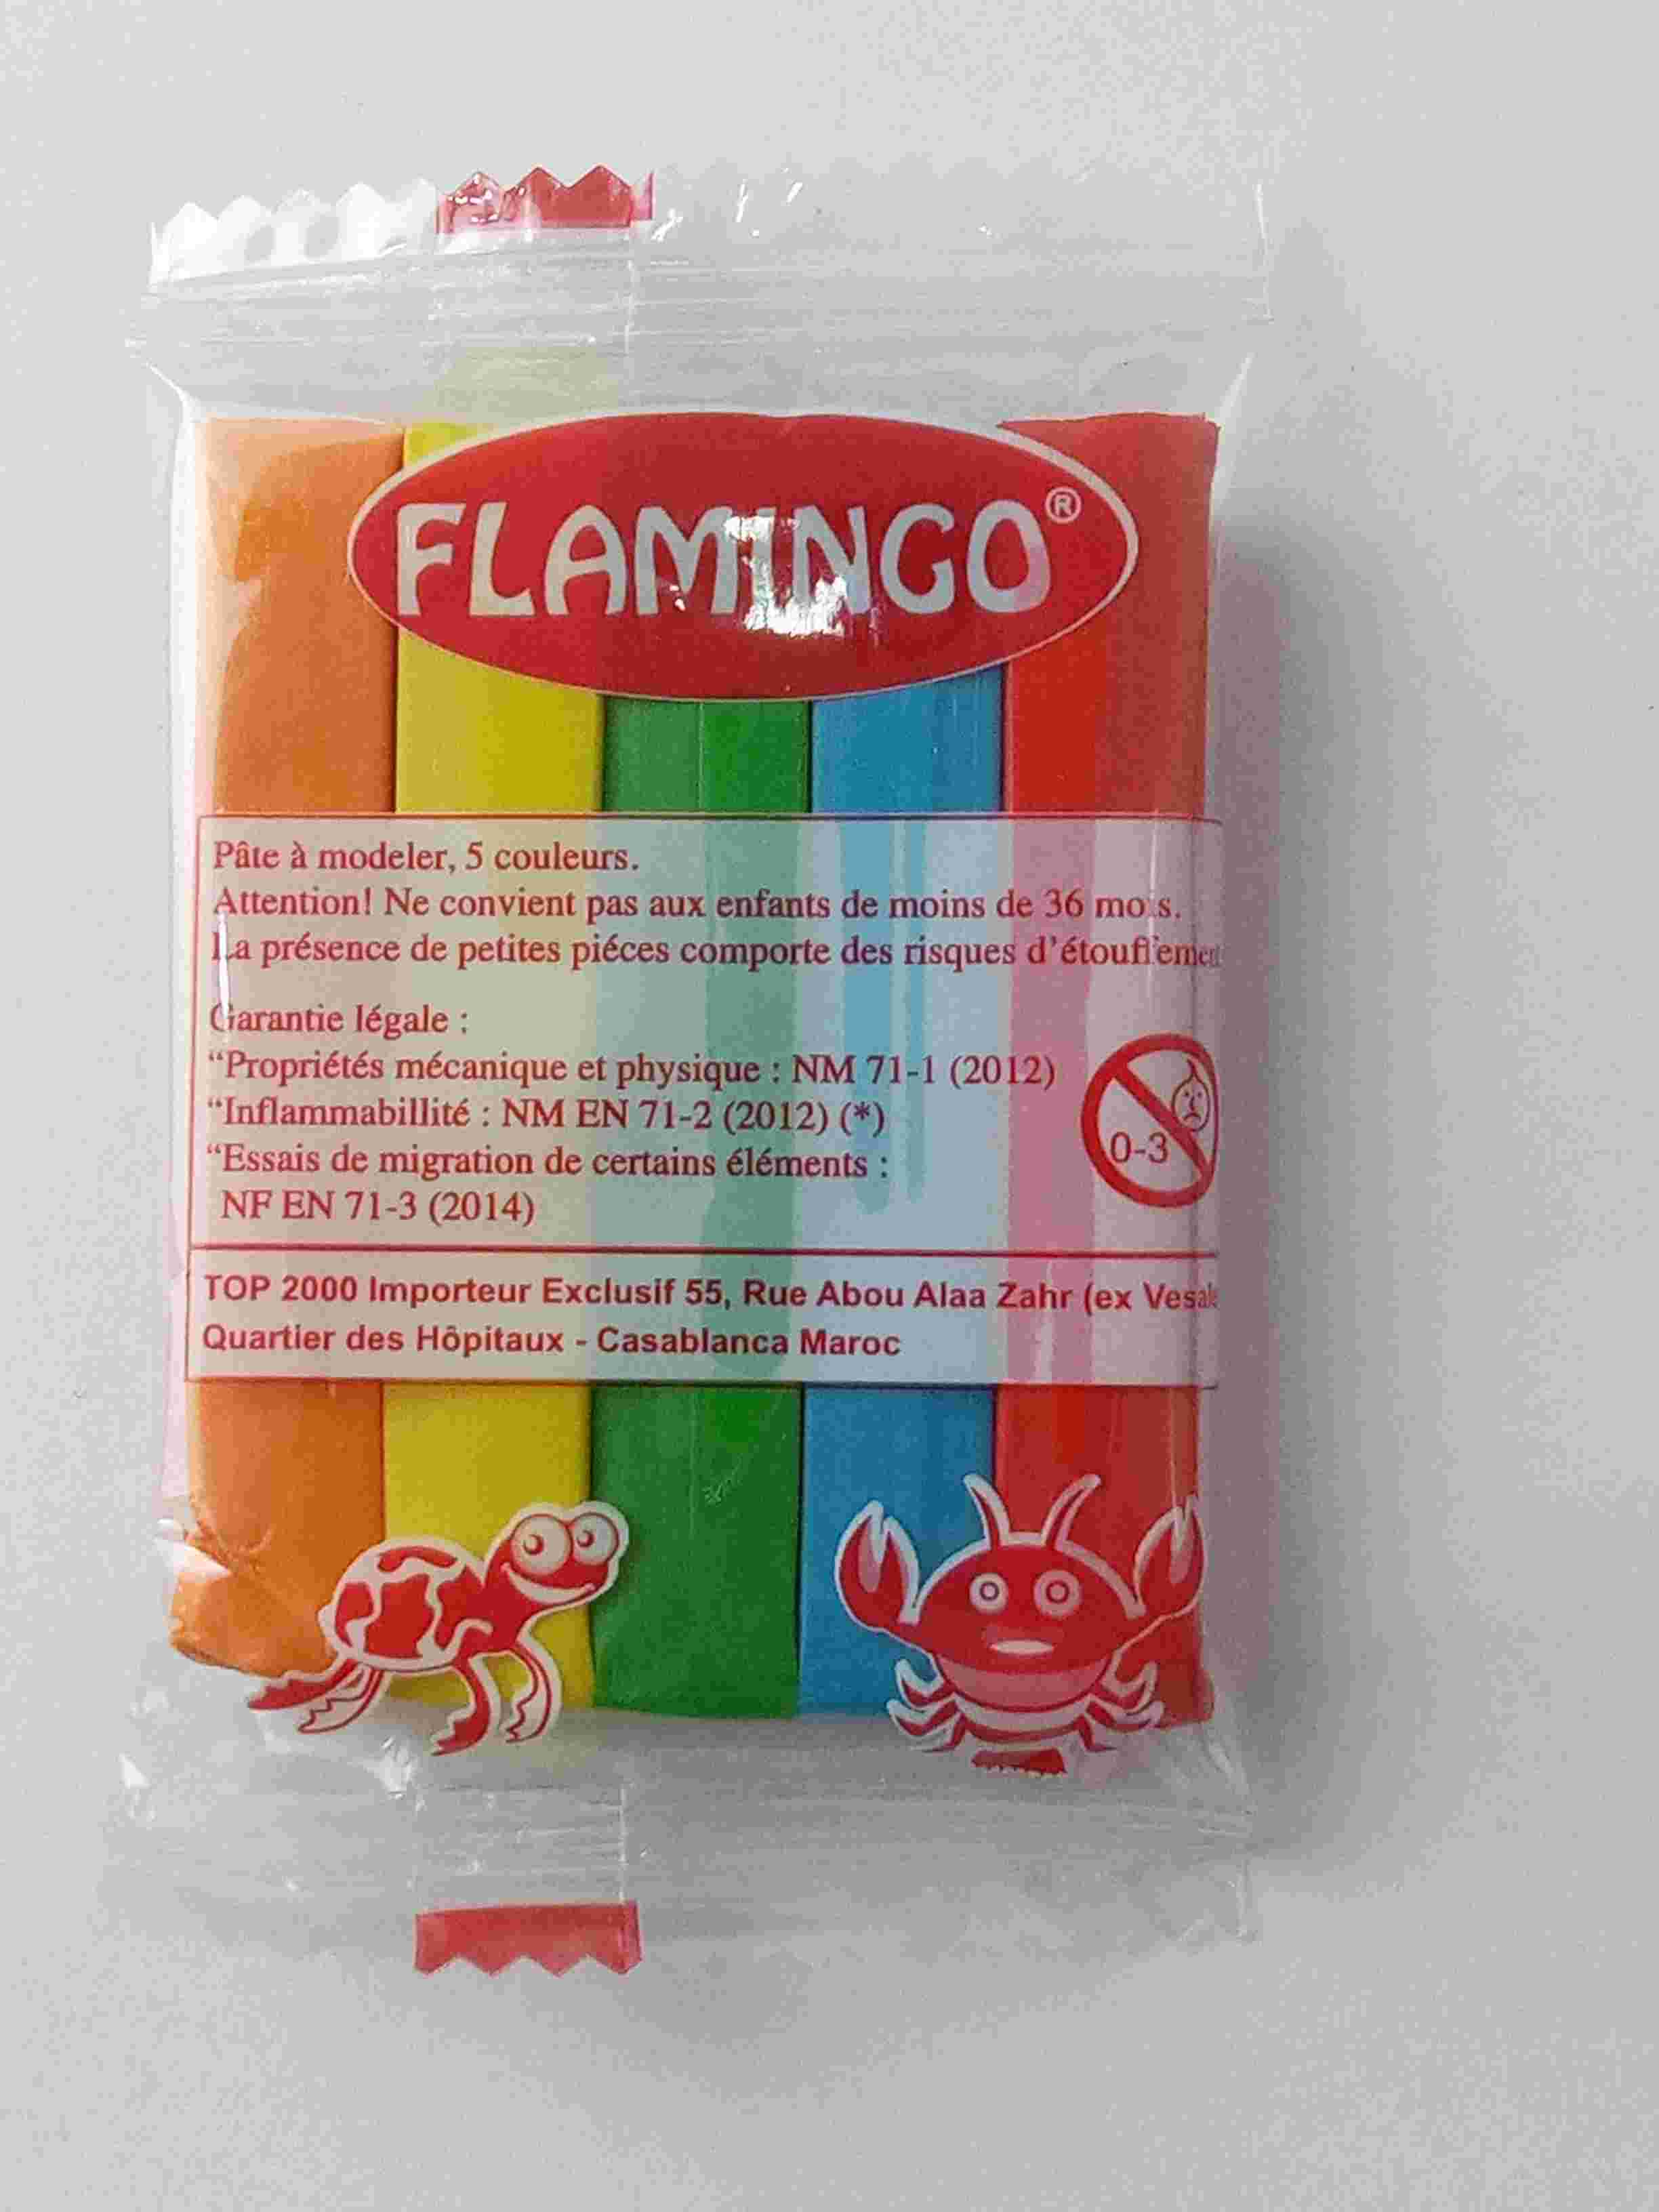 FLAMINGO®
Pâte à modeler, 5 couleurs.
Attention! Ne convient pas aux enfants de moins de 36 mois.
La présence de petites piéces comporte des risques d'étouffement
Garantie légale :
“Propriétés mécanique et physique : NM 71-1 (2012)
“Inflammabillité : NM EN 71-2 (2012) (*)
“Essais de migration de certains éléments :
NF EN 71-3 (2014)
0-3
TOP 2000 Importeur Exclusif 55, Rue Abou Alaa Zahr (ex
Quartier des Hôpitaux - Casablanca Maroc